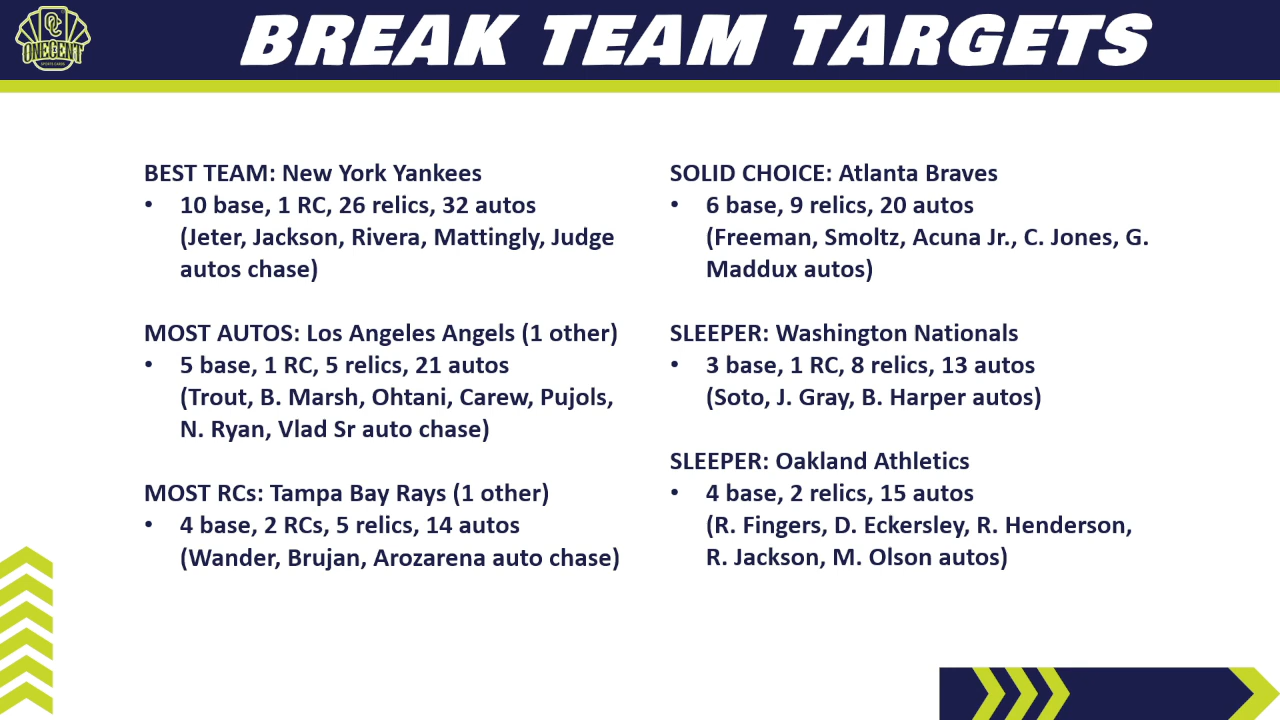 ONEGENT
SPORTS CARDS
BREAK TEAM TARGETS
BEST TEAM: New York Yankees
• 10 base, 1 RC, 26 relics, 32 autos
(Jeter, Jackson, Rivera, Mattingly, Judge
autos chase)
MOST AUTOS: Los Angeles Angels (1 other)
• 5 base, 1 RC, 5 relics, 21 autos
(Trout, B. Marsh, Ohtani, Carew, Pujols,
N. Ryan, Vlad Sr auto chase)
MOST RCs: Tampa Bay Rays (1 other)
• 4 base, 2 RCs, 5 relics, 14 autos
(Wander, Brujan, Arozarena auto chase)
SOLID CHOICE: Atlanta Braves
• 6 base, 9 relics, 20 autos
(Freeman, Smoltz, Acuna Jr., C. Jones, G.
Maddux autos)
SLEEPER: Washington Nationals
• 3 base, 1 RC, 8 relics, 13 autos
(Soto, J. Gray, B. Harper autos)
SLEEPER: Oakland Athletics
• 4 base, 2 relics, 15 autos
(R. Fingers, D. Eckersley, R. Henderson,
R. Jackson, M. Olson autos)